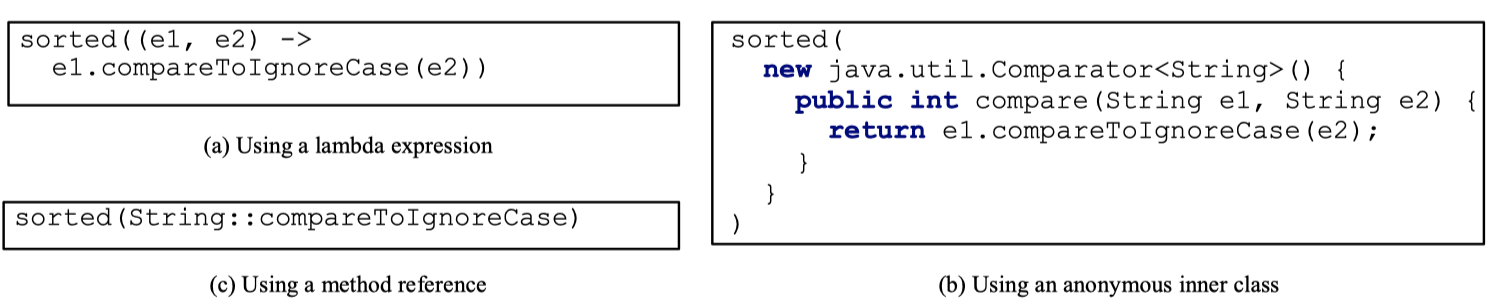 sorted((e1, e2) ->
e1.compareToIgnoreCase(e2))
(a) Using a lambda expression
sorted(String::compareToIgnoreCase)
(c) Using a method reference
sorted(
new java.util.Comparator<String>() {
public int compare(String e1, String e2) {
return e1.compareToIgnoreCase(e2);
}
}
)
(b) Using an anonymous inner class